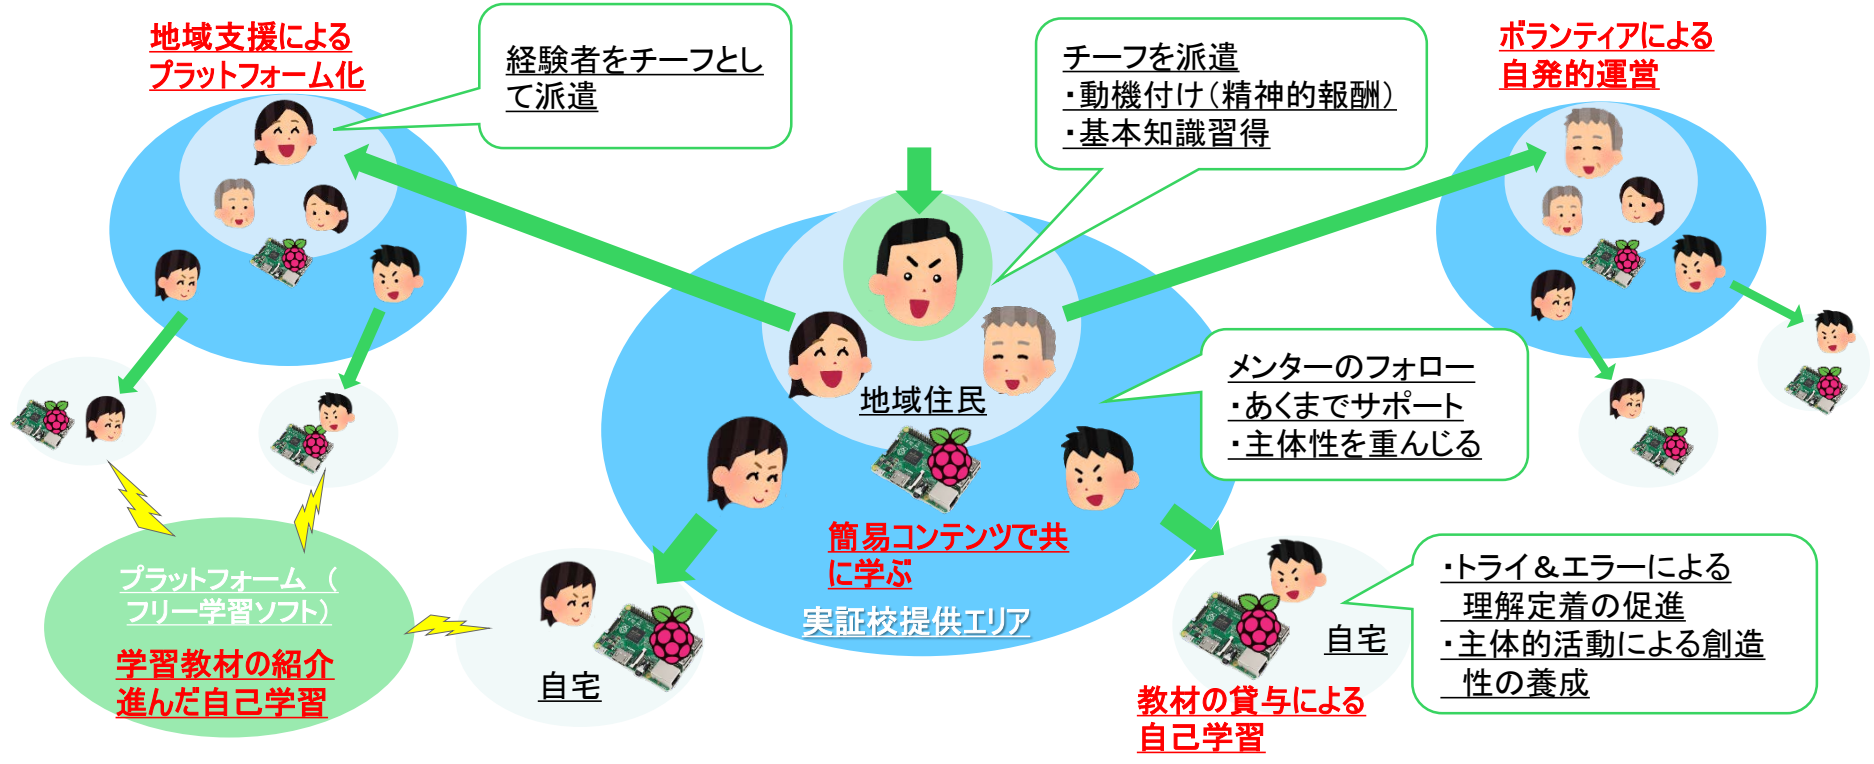 地域支援による
プラットフォーム化
経験者をチーフとし
て派遣
チーフを派遣
・動機付け（精神的報酬）
・基本知識習得
ボランティアによる
自発的運営
地域住民
メンターのフォロー
・あくまでサポート
・主体性を重んじる
簡易コンテンツで共
に学ぶ
実証校提供エリア
プラットフォーム （
フリー学習ソフト）
学習教材の紹介
進んだ自己学習
自宅
自宅
教材の貸与による
自己学習
・トライ＆エラーによる
理解定着の促進
・主体的活動による創造
性の養成